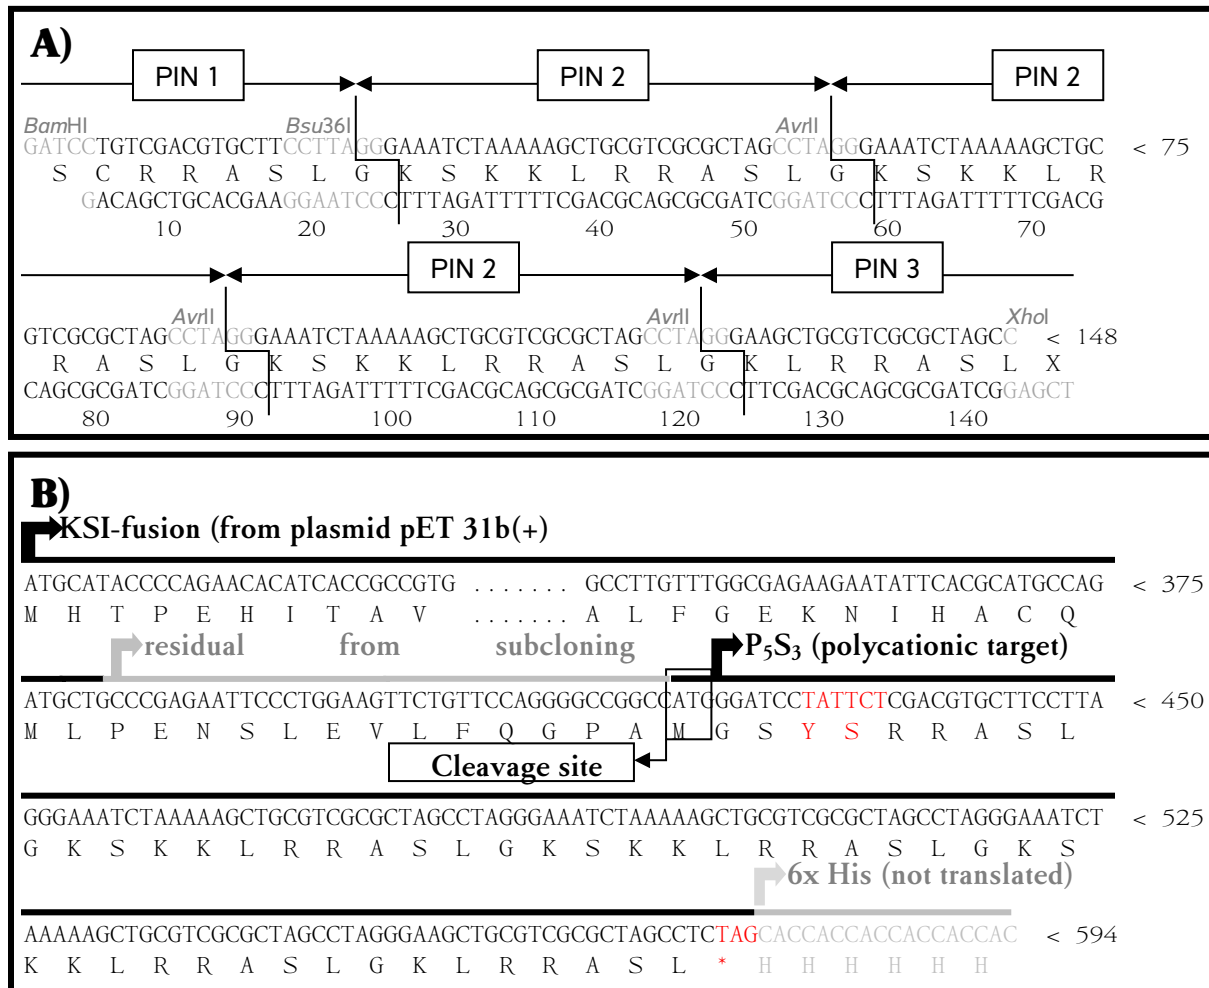 A)
PIN 1 PIN 2 PIN 2
BamHI Bsu36I AvrII
GATCCTGTCGACGTGCTTCCTTAGGGAAATCTAAAAAGCTGCGTCGCGCTAGCCTAGGGAAATCTAAAAAGCTGC < 75
S C R R A S L G K S K K L R R A S L G K S K K L R
GACAGCTGCACGAAGGAATCCCTTTAGATTTTTCGACGCAGCGCGATCGGATCCCTTTAGATTTTTCGACG
10 20 30 40 50 60 70
PIN 2 PIN 3
AvrII AvrII XhoI
GTCGCGCTAGCCTAGGGAAATCTAAAAAGCTGCGTCGCGCTAGCCTAGGGAAGCTGCGTCGCGCTAGCC < 148
R A S L G K S K K L R R A S L G K L R R A S L X
CAGCGCGATCGGATCCCTTTAGATTTTTCGACGCAGCGCGATCGGATCCCTTCGACGCAGCGCGATCGGAGCT
80 90 100 110 120 130 140
B)
KSI-fusion (from plasmid pET 31b(+)
ATGCATACCCCAGAACACATCACCGCCGTG ....... GCCTTGTTTGGCGAGAAGAATATTCACGCATGCCAG < 375
M H T P E H I T A V ....... A L F G E K N I H A C Q
residual from subcloning P₅S₃ (polycationic target)
ATGCTGCCCGAGAATTCCCTGGAAGTTCTGTTCCAGGGGCCGGCCATGGGATCCTATTCTCGACGTGCTTCCTTA < 450
M L P E N S L E V L F Q G P A M G S Y S R R A S L
Cleavage site
GGGAAATCTAAAAAGCTGCGTCGCGCTAGCCTAGGGAAATCTAAAAAGCTGCGTCGCGCTAGCCTAGGGAAATCT < 525
G K S K K L R R A S L G K S K K L R R A S L G K S
6x His (not translated)
AAAAAGCTGCGTCGCGCTAGCCTAGGGAAGCTGCGTCGCGCTAGCCTCTAGCACCACCACCACCACCAC < 594
K K L R R A S L G K L R R A S L * H H H H H H